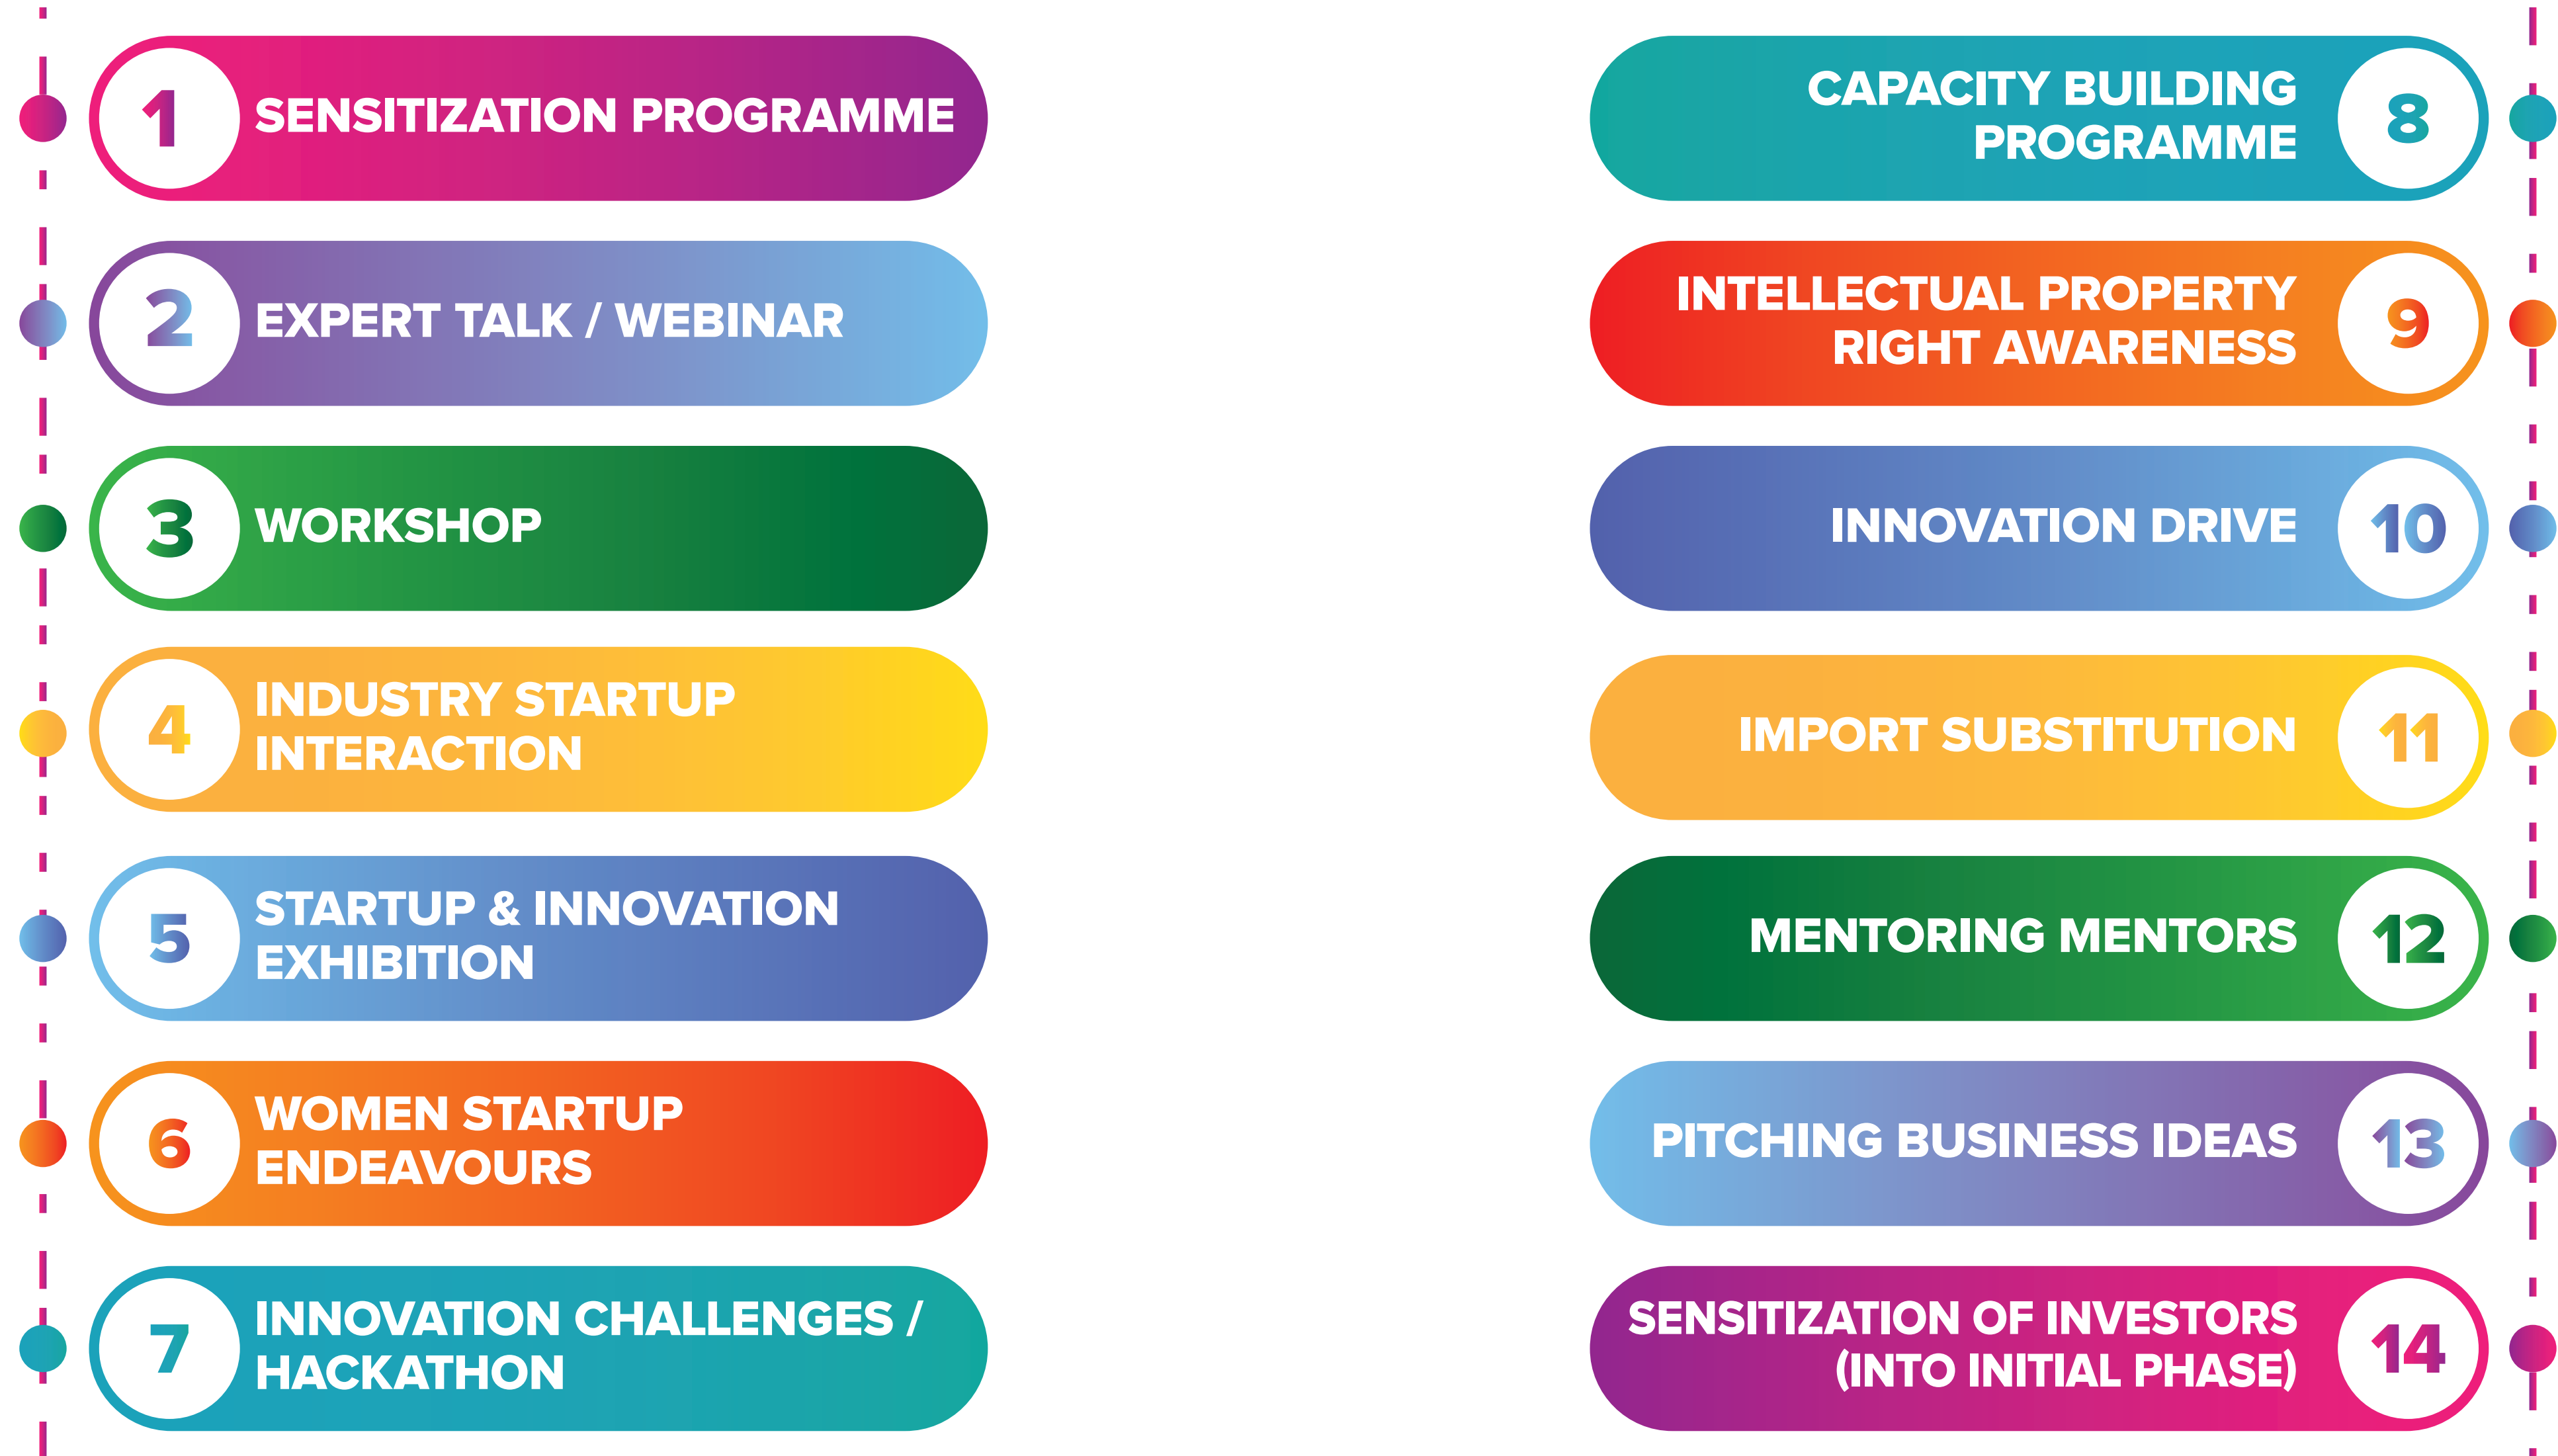 1
SENSITIZATION PROGRAMME
2
EXPERT TALK / WEBINAR
3
WORKSHOP
4
INDUSTRY STARTUP
INTERACTION
5
STARTUP & INNOVATION
EXHIBITION
6
WOMEN STARTUP
ENDEAVOURS
7
INNOVATION CHALLENGES /
HACKATHON
CAPACITY BUILDING
PROGRAMME
8
INTELLECTUAL PROPERTY
RIGHT AWARENESS
9
INNOVATION DRIVE
10
IMPORT SUBSTITUTION
11
MENTORING MENTORS
12
PITCHING BUSINESS IDEAS
13
SENSITIZATION OF INVESTORS
(INTO INITIAL PHASE)
14